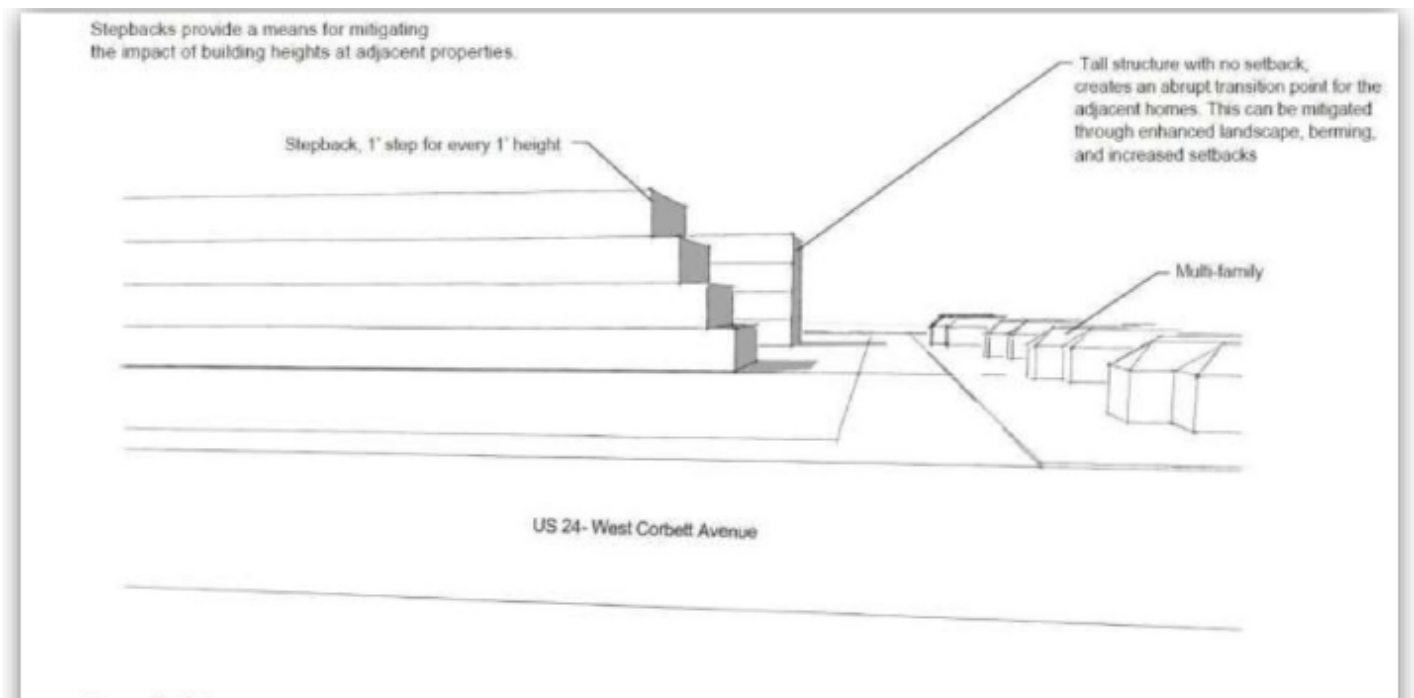 Stepbacks provide a means for mitigating
the impact of building heights at adjacent properties.
Tall structure with no setback,
creates an abrupt transition point for the
adjacent homes. This can be mitigated
through enhanced landscape, berming,
and increased setbacks
Stepback, 1' step for every 1' height
Multi-family
US 24- West Corbett Avenue